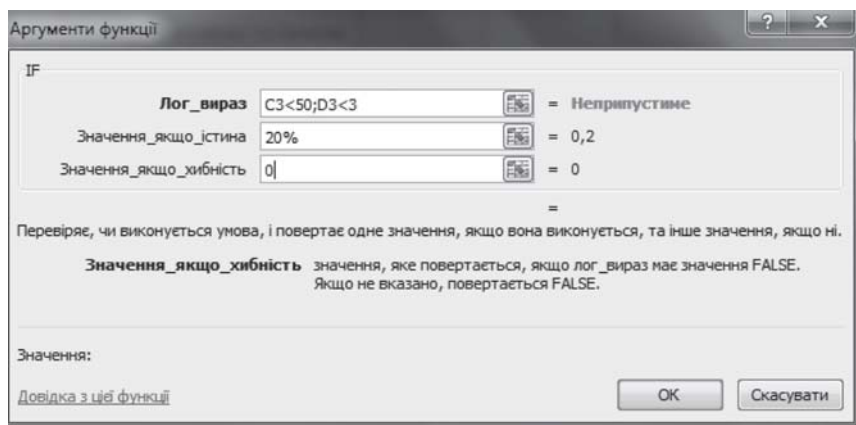 Аргументи функції ? X
IF
Лог_вираз C3<50;D3<3 = Неприпустиме
Значення_якщо_істина 20% = 0,2
Значення_якщо_хибність 0 = 0
=
Перевіряє, чи виконується умова, і повертає одне значення, якщо вона виконується, та інше значення, якщо ні.
Значення_якщо_хибність значення, яке повертається, якщо лог_вираз має значення FALSE.
Якщо не вказано, повертається FALSE.
Значення:
Довідка з цієї функції OK Скасувати